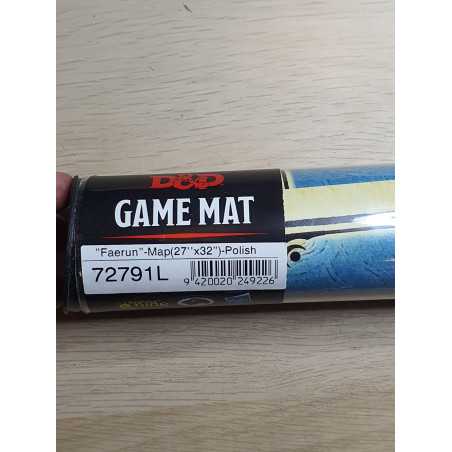 D&D
GAME MAT
"Faerun"-Map(27''x32'')-Polish
72791L
9 420020 249226